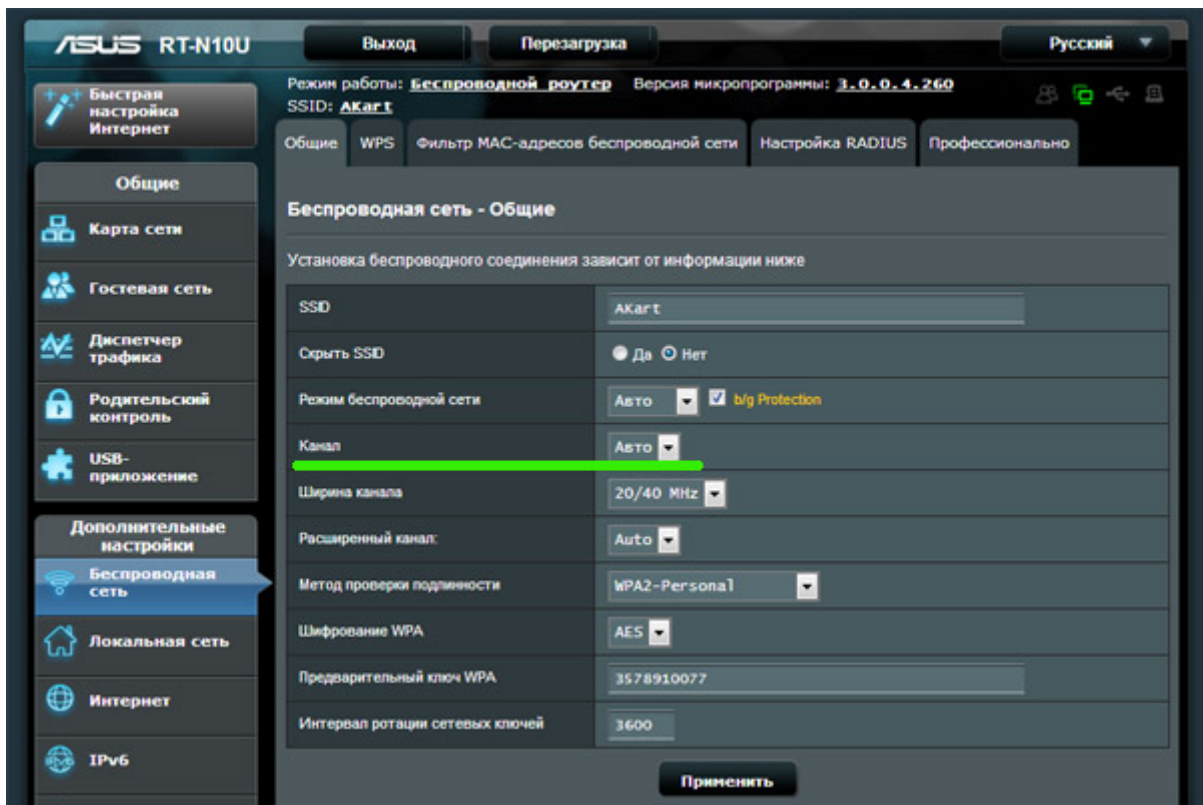 ASUS RT-N10U
Выход
Перезагрузка
Русский
Быстрая
настройка
Интернет
Режим работы: Беспроводной роутер Версия микропрограммы: 3.0.0.4.260
SSID: AKart
Общие
WPS
Фильтр MAC-адресов беспроводной сети
Настройка RADIUS
Профессионально
Общие
Карта сети
Гостевая сеть
Диспетчер
трафика
Родительский
контроль
USB-
приложение
Дополнительные
настройки
Беспроводная
сеть
Локальная сеть
Интернет
IPv6
Беспроводная сеть - Общие
Установка беспроводного соединения зависит от информации ниже
SSID AKart
Скрыть SSID Да Нет
Режим беспроводной сети Авто b/g Protection
Канал Авто
Ширина канала 20/40 MHz
Расширенный канал: Auto
Метод проверки подлинности WPA2-Personal
Шифрование WPA AES
Предварительный ключ WPA 3578910077
Интервал ротации сетевых ключей 3600
Применить